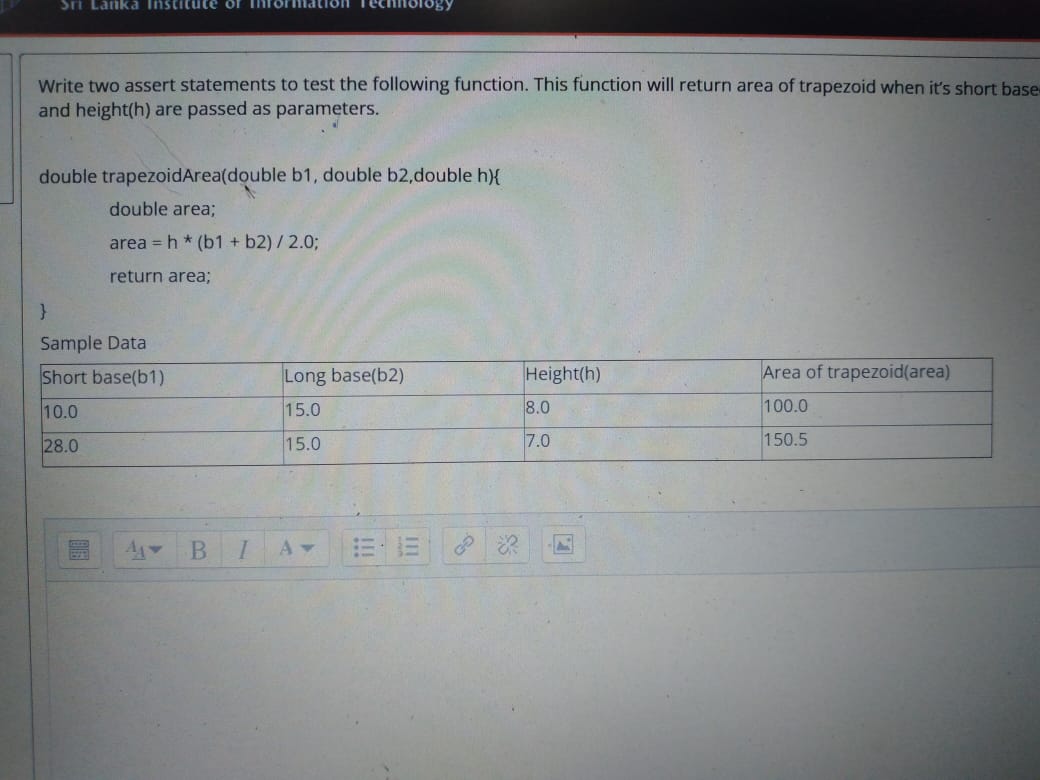 Sri Lanka Institute of Information Technology
Write two assert statements to test the following function. This function will return area of trapezoid when it's short base
and height(h) are passed as parameters.
double trapezoidArea(double b1, double b2,double h){
double area;
area = h * (b1 + b2) / 2.0;
return area;
}
Sample Data
Short base(b1) Long base(b2) Height(h) Area of trapezoid(area)
10.0 15.0 8.0 100.0
28.0 15.0 7.0 150.5
B I A